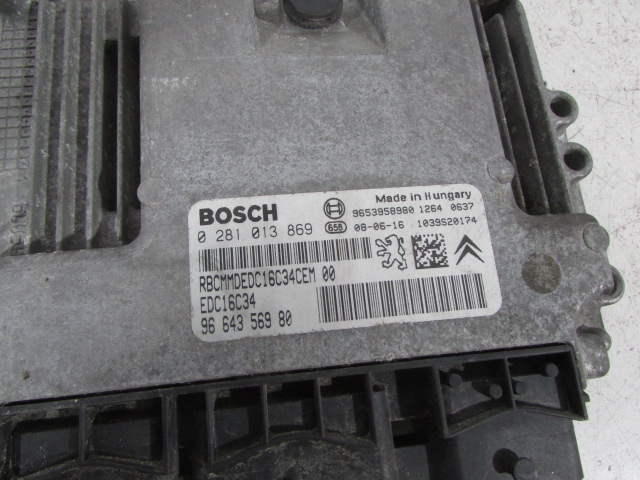 BOSCH
Made in Hungary
9653958980 1264 0637
0 281 013 869
658
08-06-16 1039S20174
RBCMMDEDC16C34CEM 00
EDC16C34
96 643 569 80